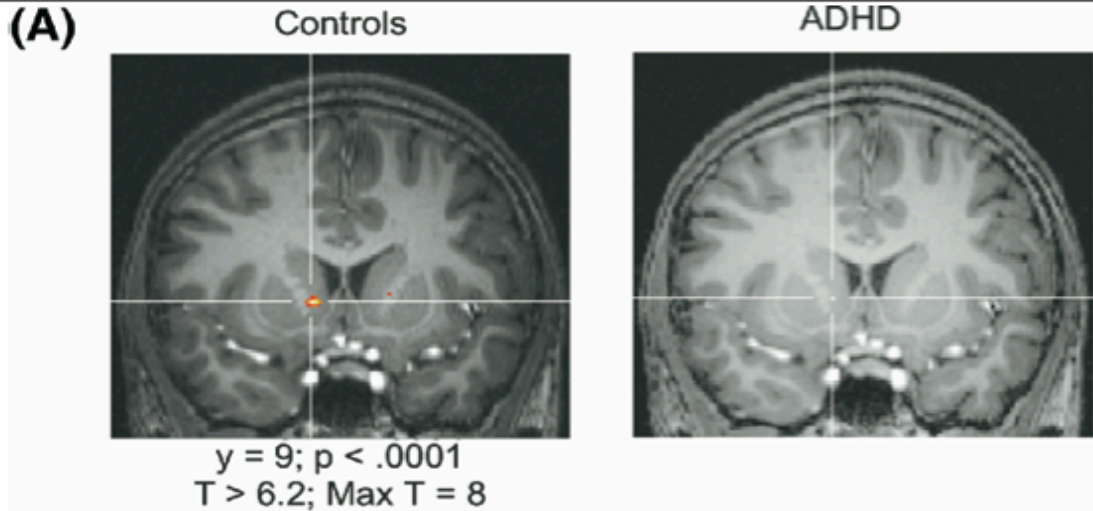 (A)
Controls
ADHD
y = 9; p < .0001
T > 6.2; Max T = 8